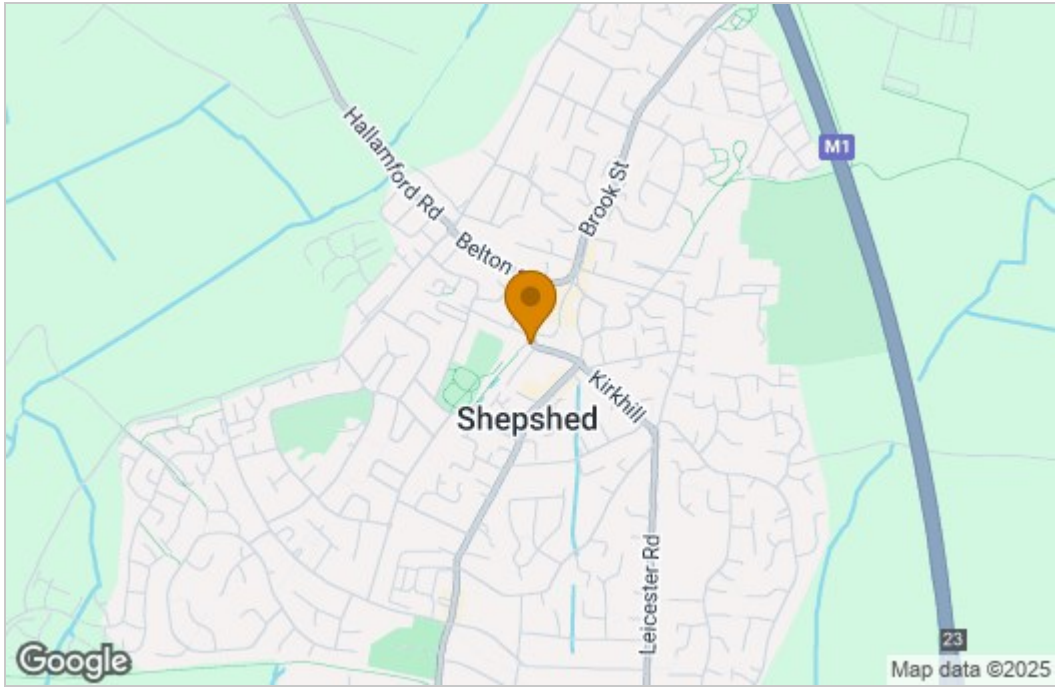 M1
Hallamford Rd
Brook St
Belton
Kirkhill
Shepshed
Leicester Rd
23
Google
Map data ©2025